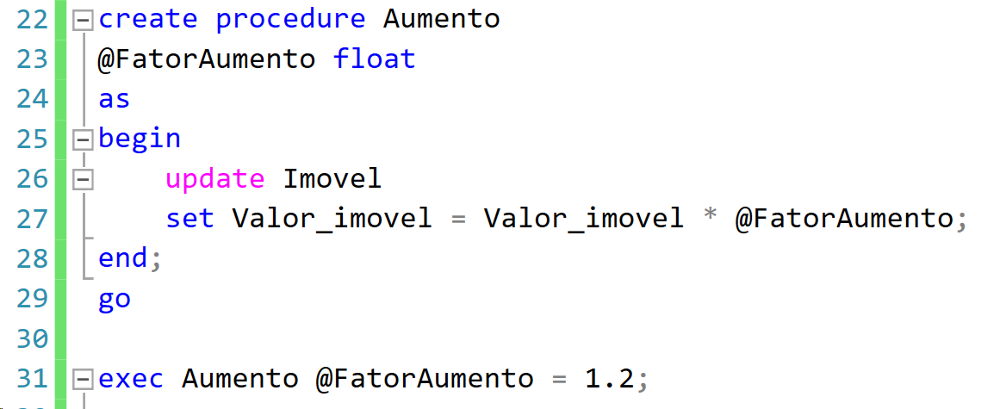 22 create procedure Aumento
23 @FatorAumento float
24 as
25 begin
26     update Imovel
27     set Valor_imovel = Valor_imovel * @FatorAumento;
28 end;
29 go
30
31 exec Aumento @FatorAumento = 1.2;